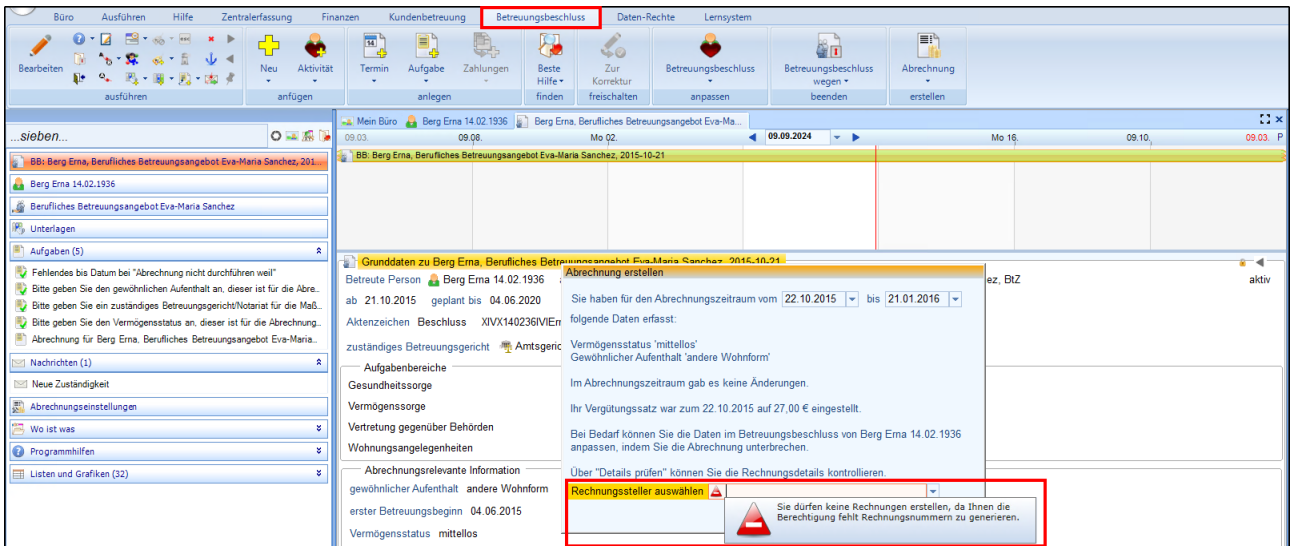 Büro Ausführen Hilfe Zentralerfassung Finanzen Kundenbetreuung Betreuungsbeschluss Daten-Rechte Lernsystem
Bearbeiten
Neu Aktivität
Termin Aufgabe Zahlungen
Beste Hilfe
Zur Korrektur
Betreuungsbeschluss
Betreuungsbeschluss wegen
Abrechnung
ausführen anfügen anlegen finden freischalten anpassen beenden erstellen
...sieben...
BB: Berg Erna, Berufliches Betreuungsangebot Eva-Maria Sanchez, 201...
Berg Erna 14.02.1936
Berufliches Betreuungsangebot Eva-Maria Sanchez
Unterlagen
Aufgaben (5)
Fehlendes bis Datum bei "Abrechnung nicht durchführen weil"
Bitte geben Sie den gewöhnlichen Aufenthalt an, dieser ist für die Abre...
Bitte geben Sie ein zuständiges Betreuungsgericht/Notariat für die Maß...
Bitte geben Sie den Vermögensstatus an, dieser ist für die Abrechnung...
Abrechnung für Berg Erna, Berufliches Betreuungsangebot Eva-Maria...
Nachrichten (1)
Neue Zuständigkeit
Abrechnungseinstellungen
Wo ist was
Programmhilfen
Listen und Grafiken (32)
Mein Büro Berg Erna 14.02.1936 Berg Erna, Berufliches Betreuungsangebot Eva-Ma...
09.03. 09.08. Mo 02. 09.09.2024 Mo 16. 09.10. 09.03. P
BB: Berg Erna, Berufliches Betreuungsangebot Eva-Maria Sanchez, 2015-10-21
Grunddaten zu Berg Erna, Berufliches Betreuungsangebot Eva-Maria Sanchez, 2015-10-21
Betreute Person Berg Erna 14.02.1936 ez, BtZ aktiv
ab 21.10.2015 geplant bis 04.06.2020
Aktenzeichen Beschluss XIVX140236IVIEr
zuständiges Betreuungsgericht Amtsgeric
Aufgabenbereiche
Gesundheitssorge
Vermögenssorge
Vertretung gegenüber Behörden
Wohnungsangelegenheiten
Abrechnungsrelevante Information
gewöhnlicher Aufenthalt andere Wohnform
erster Betreuungsbeginn 04.06.2015
Vermögensstatus mittellos
Abrechnung erstellen
Sie haben für den Abrechnungszeitraum vom 22.10.2015 bis 21.01.2016
folgende Daten erfasst:
Vermögensstatus 'mittellos'
Gewöhnlicher Aufenthalt 'andere Wohnform'
Im Abrechnungszeitraum gab es keine Änderungen.
Ihr Vergütungssatz war zum 22.10.2015 auf 27,00 € eingestellt.
Bei Bedarf können Sie die Daten im Betreuungsbeschluss von Berg Erna 14.02.1936
anpassen, indem Sie die Abrechnung unterbrechen.
Über "Details prüfen" können Sie die Rechnungsdetails kontrollieren.
Rechnungssteller auswählen
Sie dürfen keine Rechnungen erstellen, da Ihnen die
Berechtigung fehlt Rechnungsnummern zu generieren.